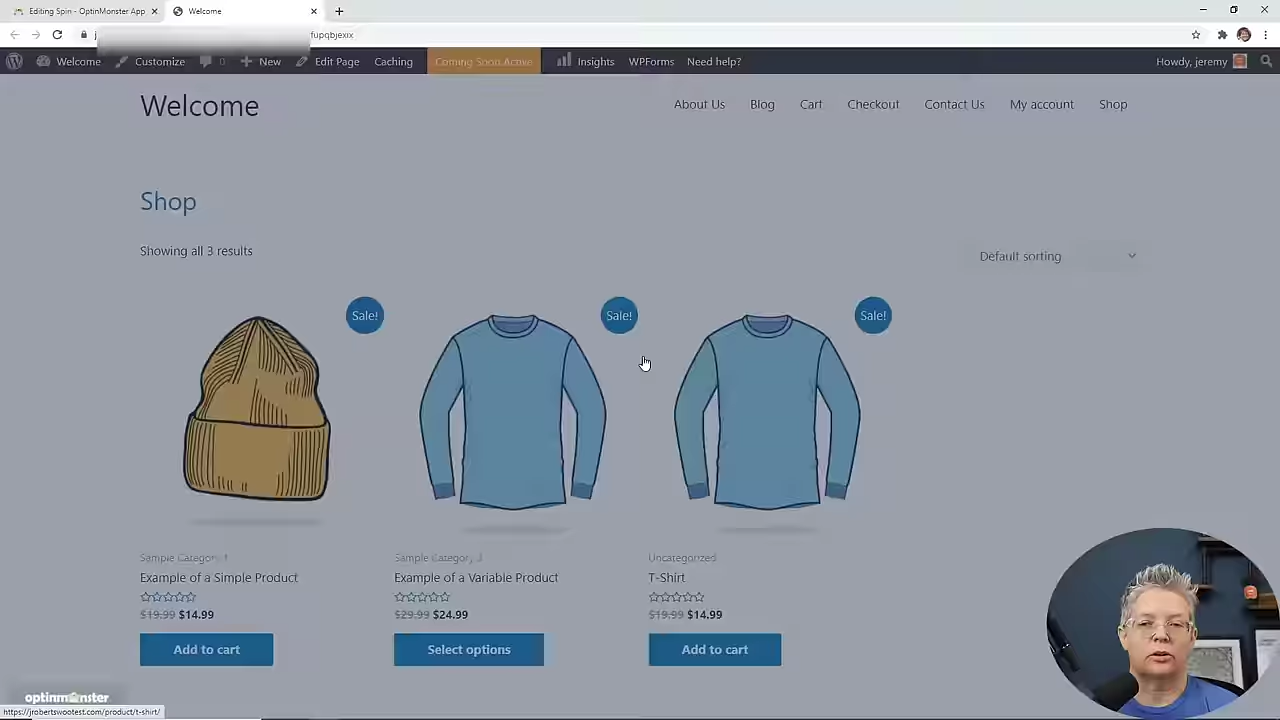 Editing Spin - OptinMonster App
Welcome
fupqbjexix
Welcome
Customize
0
New
Edit Page
Caching
Coming Soon Active
Insights
WPForms
Need help?
Howdy, jeremy
Welcome
About Us
Blog
Cart
Checkout
Contact Us
My account
Shop
Shop
Showing all 3 results
Default sorting
Sale!
Sale!
Sale!
Sample Category 1
Example of a Simple Product
$19.99 $14.99
Add to cart
Sample Category 3
Example of a Variable Product
$29.99 $24.99
Select options
Uncategorized
T-Shirt
$19.99 $14.99
Add to cart
optinmonster
https://jrobertswootest.com/product/t-shirt/